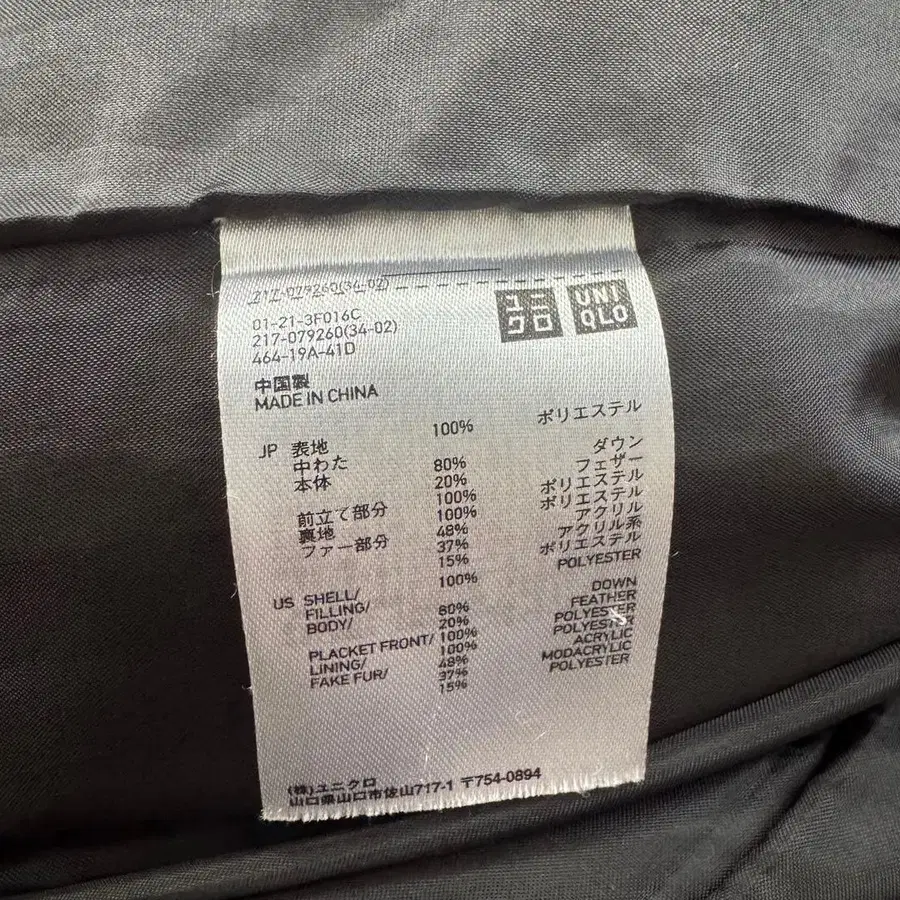 217-079260(34-02)
ユニクロ
UNIQLO
01-21-3F016C
217-079260(34-02)
464-19A-41D
中国製
MADE IN CHINA
JP 表地 100% ポリエステル
中わた
本体 80% ダウン
20% フェザー
前立て部分 100% ポリエステル
裏地 100% ポリエステル
ファー部分 48% アクリル
37% アクリル系
15% ポリエステル
US SHELL/ 100% POLYESTER
FILLING/
BODY/ 80% DOWN
20% FEATHER
PLACKET FRONT/ 100% POLYESTER
LINING/ 100% POLYESTER
FAKE FUR/ 48% ACRYLIC
37% MODACRYLIC
15% POLYESTER
(株)ユニクロ
山口県山口市佐山717-1 〒754-0894